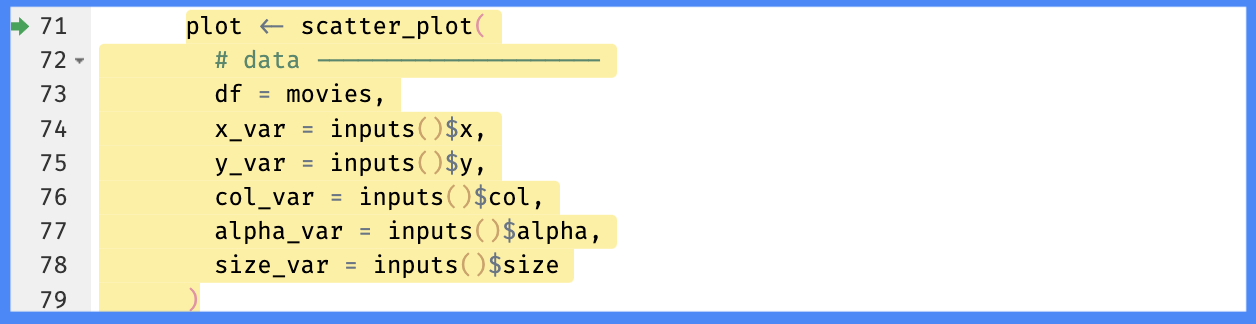 71 plot <- scatter_plot(
72 # data --------------------
73 df = movies,
74 x_var = inputs()$x,
75 y_var = inputs()$y,
76 col_var = inputs()$col,
77 alpha_var = inputs()$alpha,
78 size_var = inputs()$size
79 )